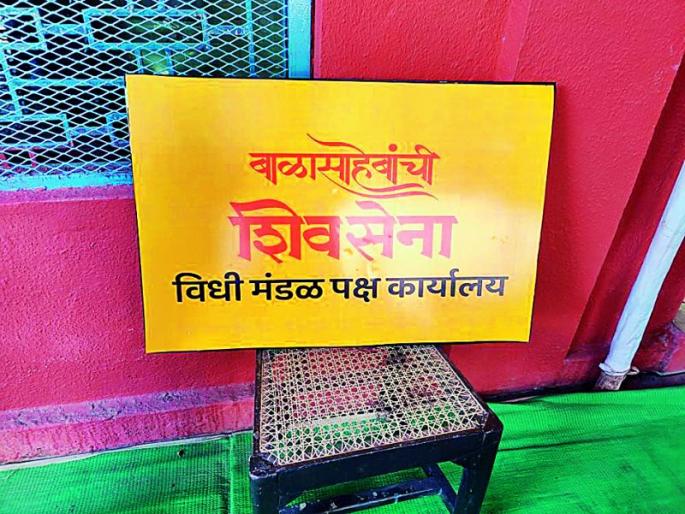 बाळासाहेबांची
शिवसेना
विधी मंडळ पक्ष कार्यालय